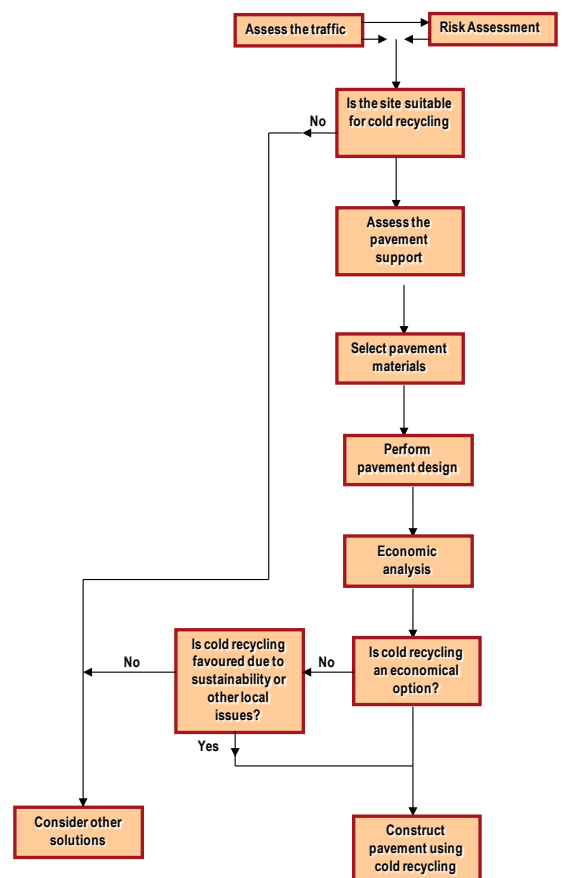 Assess the traffic
Risk Assessment
Is the site suitable
for cold recycling
No
Assess the
pavement
support
Select pavement
materials
Perform
pavement design
Economic
analysis
Is cold recycling
an economical
option?
No
Is cold recycling
favoured due to
sustainability or
other local
issues?
No
Yes
Consider other
solutions
Construct
pavement using
cold recycling